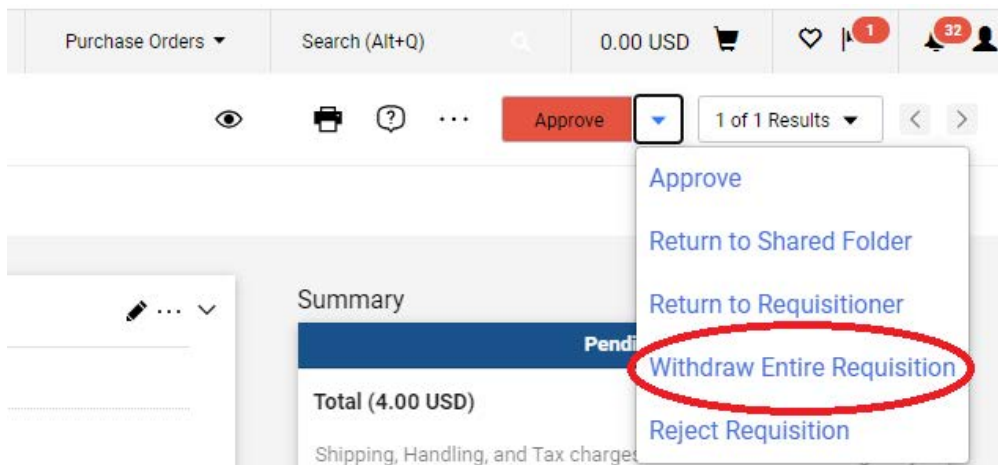 Purchase Orders Search (Alt+Q) 0.00 USD 1 32
? ... Approve 1 of 1 Results
Approve
Return to Shared Folder
Return to Requisitioner
Withdraw Entire Requisition
Reject Requisition
Summary
Total (4.00 USD)
Shipping, Handling, and Tax charges